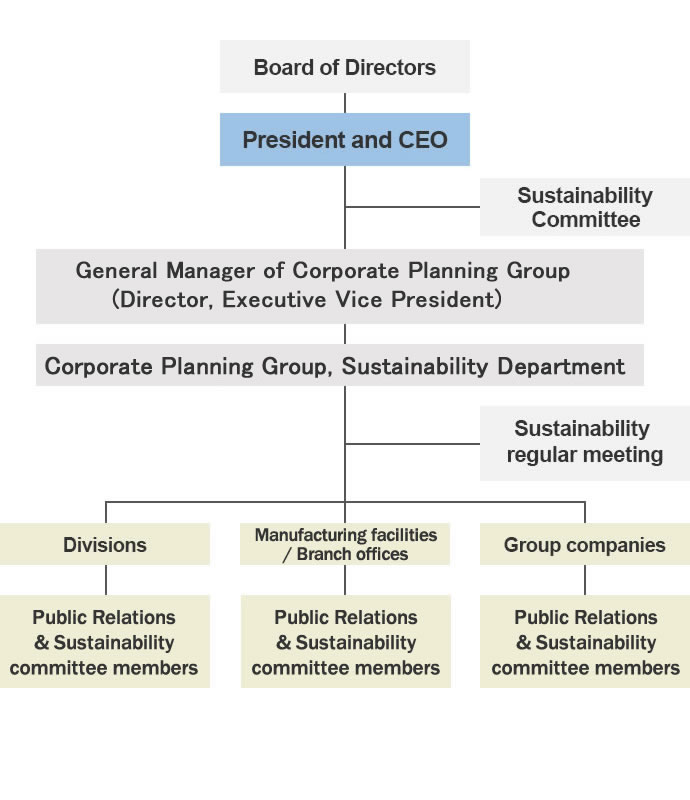 Board of Directors
President and CEO
Sustainability
Committee
General Manager of Corporate Planning Group
(Director, Executive Vice President)
Corporate Planning Group, Sustainability Department
Sustainability
regular meeting
Divisions
Manufacturing facilities
/ Branch offices
Group companies
Public Relations
& Sustainability
committee members
Public Relations
& Sustainability
committee members
Public Relations
& Sustainability
committee members